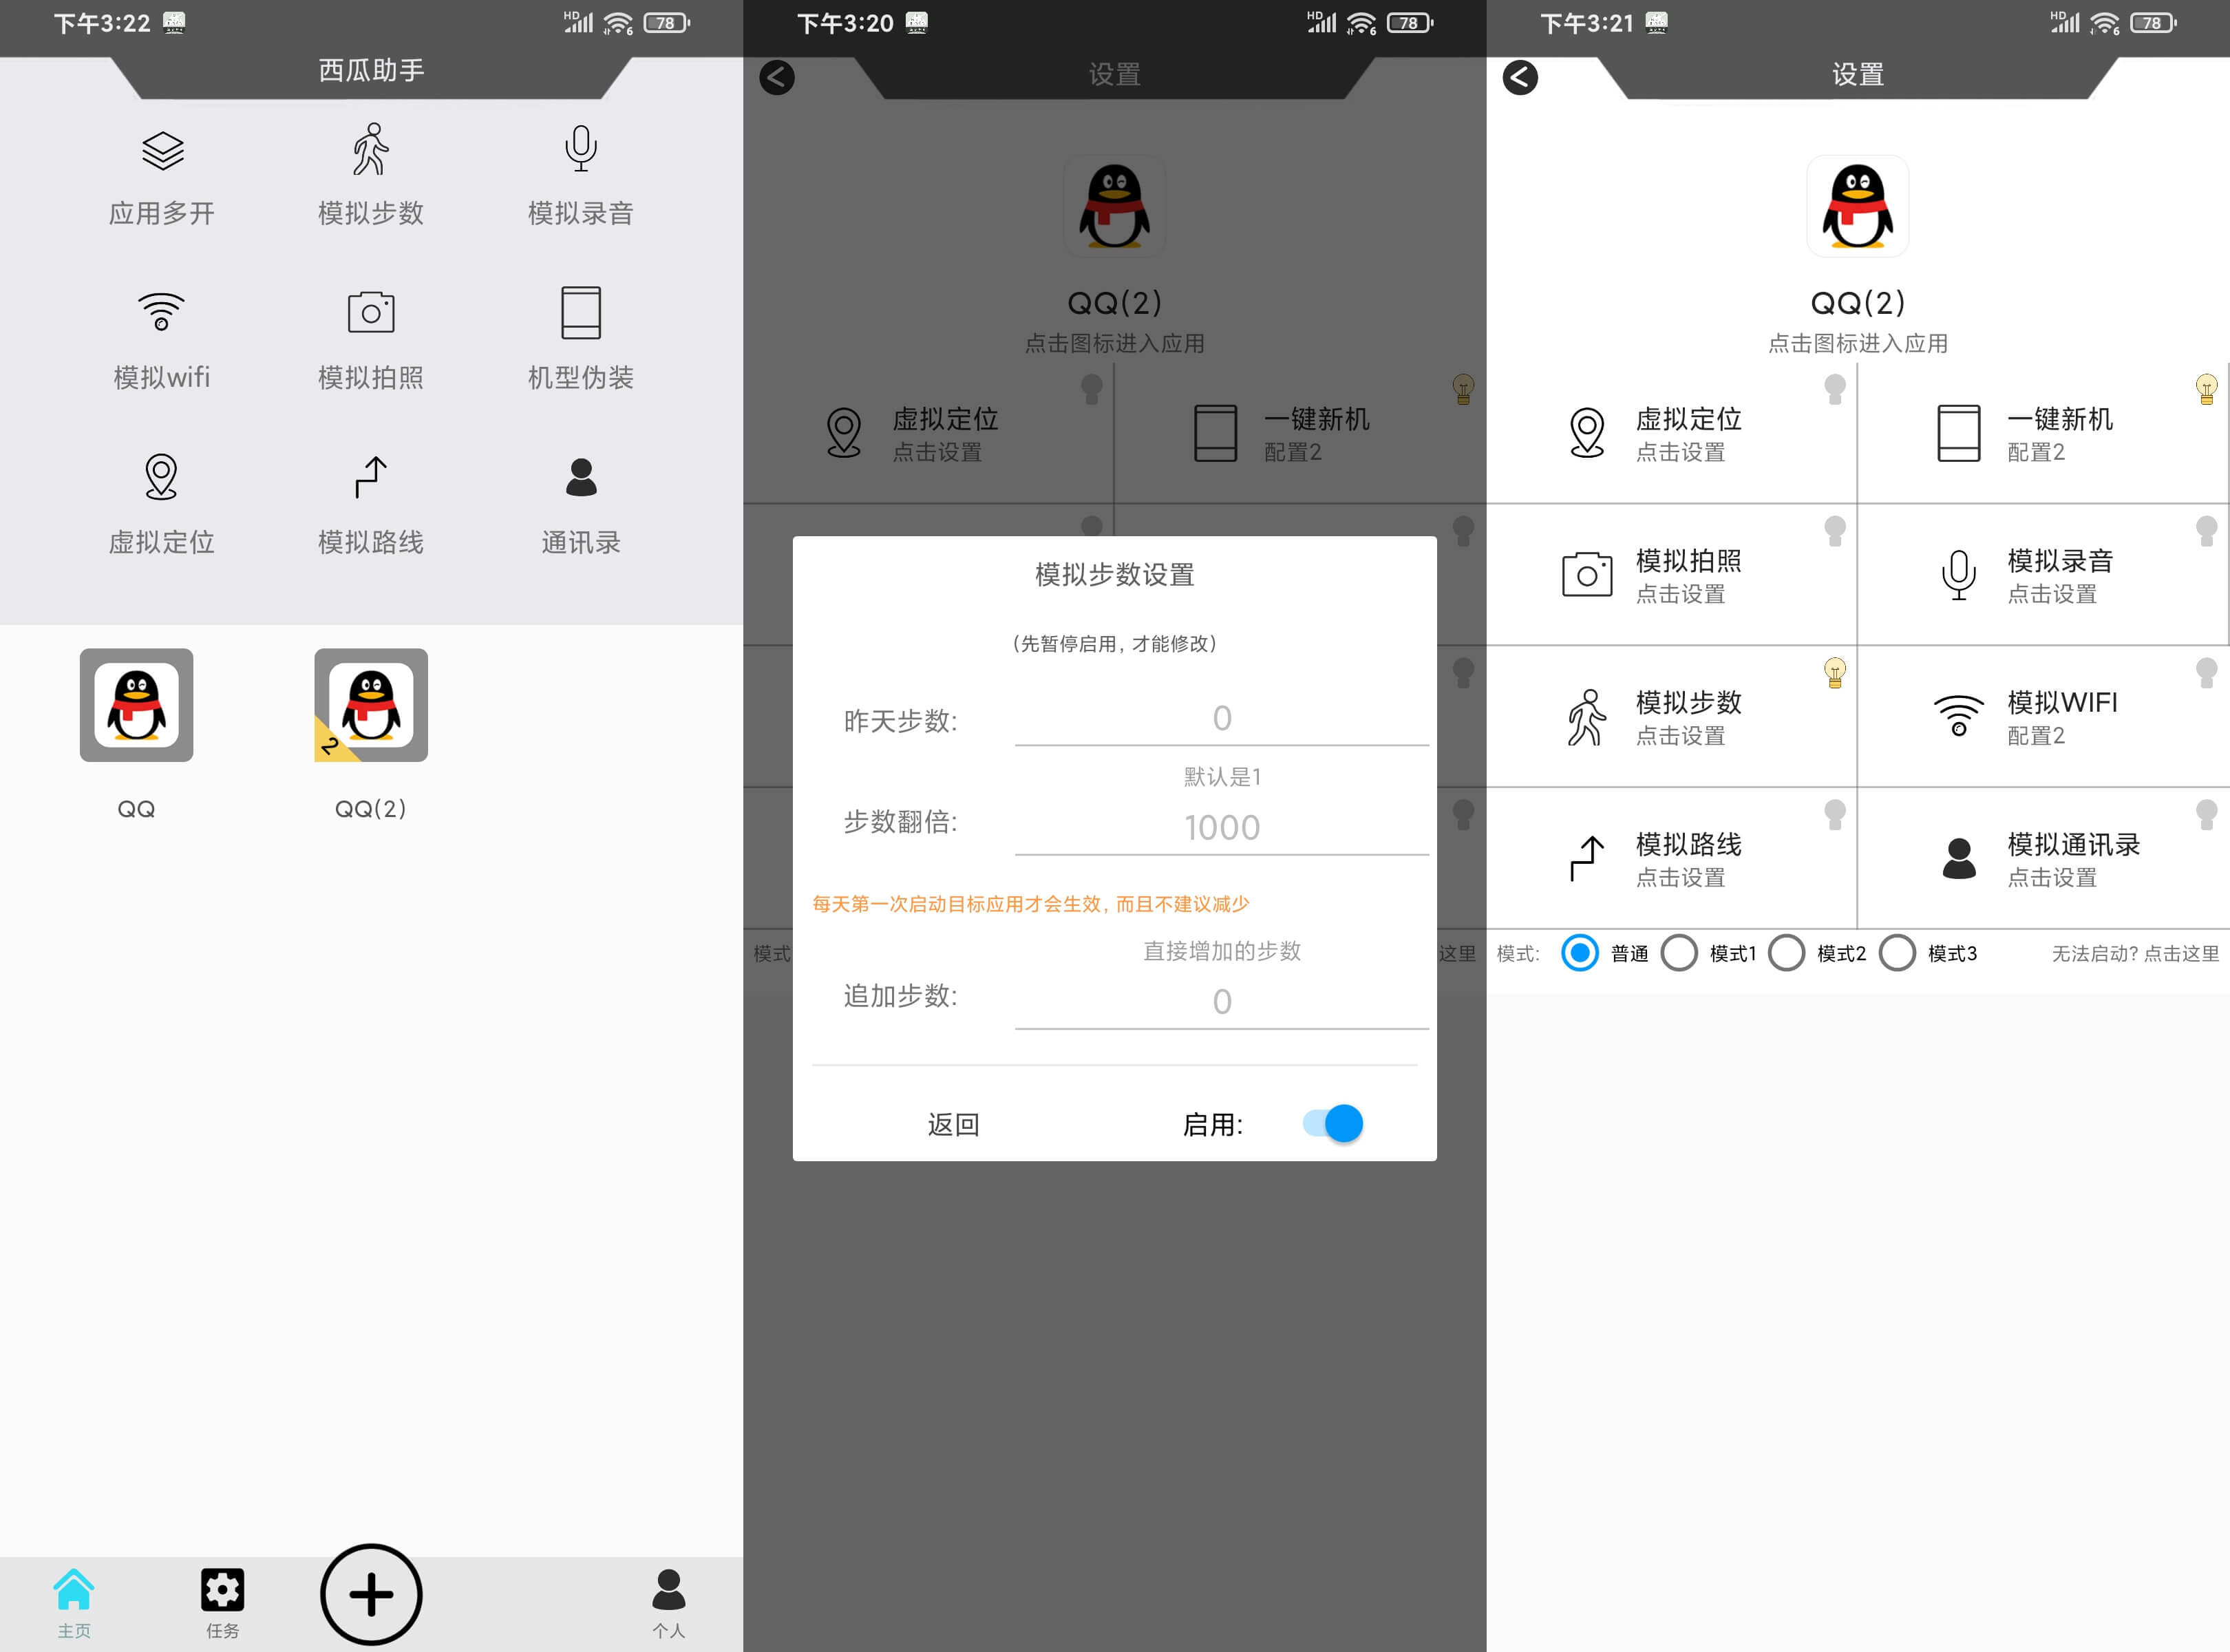 下午3:22
HD
6
78
西瓜助手
应用多开
模拟步数
模拟录音
模拟wifi
模拟拍照
机型伪装
虚拟定位
模拟路线
通讯录
2
QQ
QQ(2)
主页
任务
个人
下午3:20
HD
6
78
设置
QQ(2)
点击图标进入应用
虚拟定位
点击设置
一键新机
配置2
模拟步数设置
(先暂停启用, 才能修改)
昨天步数:
0
默认是1
步数翻倍:
1000
每天第一次启动目标应用才会生效, 而且不建议减少
直接增加的步数
追加步数:
0
返回
启用:
模式
这里
下午3:21
HD
6
78
设置
QQ(2)
点击图标进入应用
虚拟定位
点击设置
一键新机
配置2
模拟拍照
点击设置
模拟录音
点击设置
模拟步数
点击设置
模拟WIFI
配置2
模拟路线
点击设置
模拟通讯录
点击设置
模式: 普通 模式1 模式2 模式3 无法启动? 点击这里